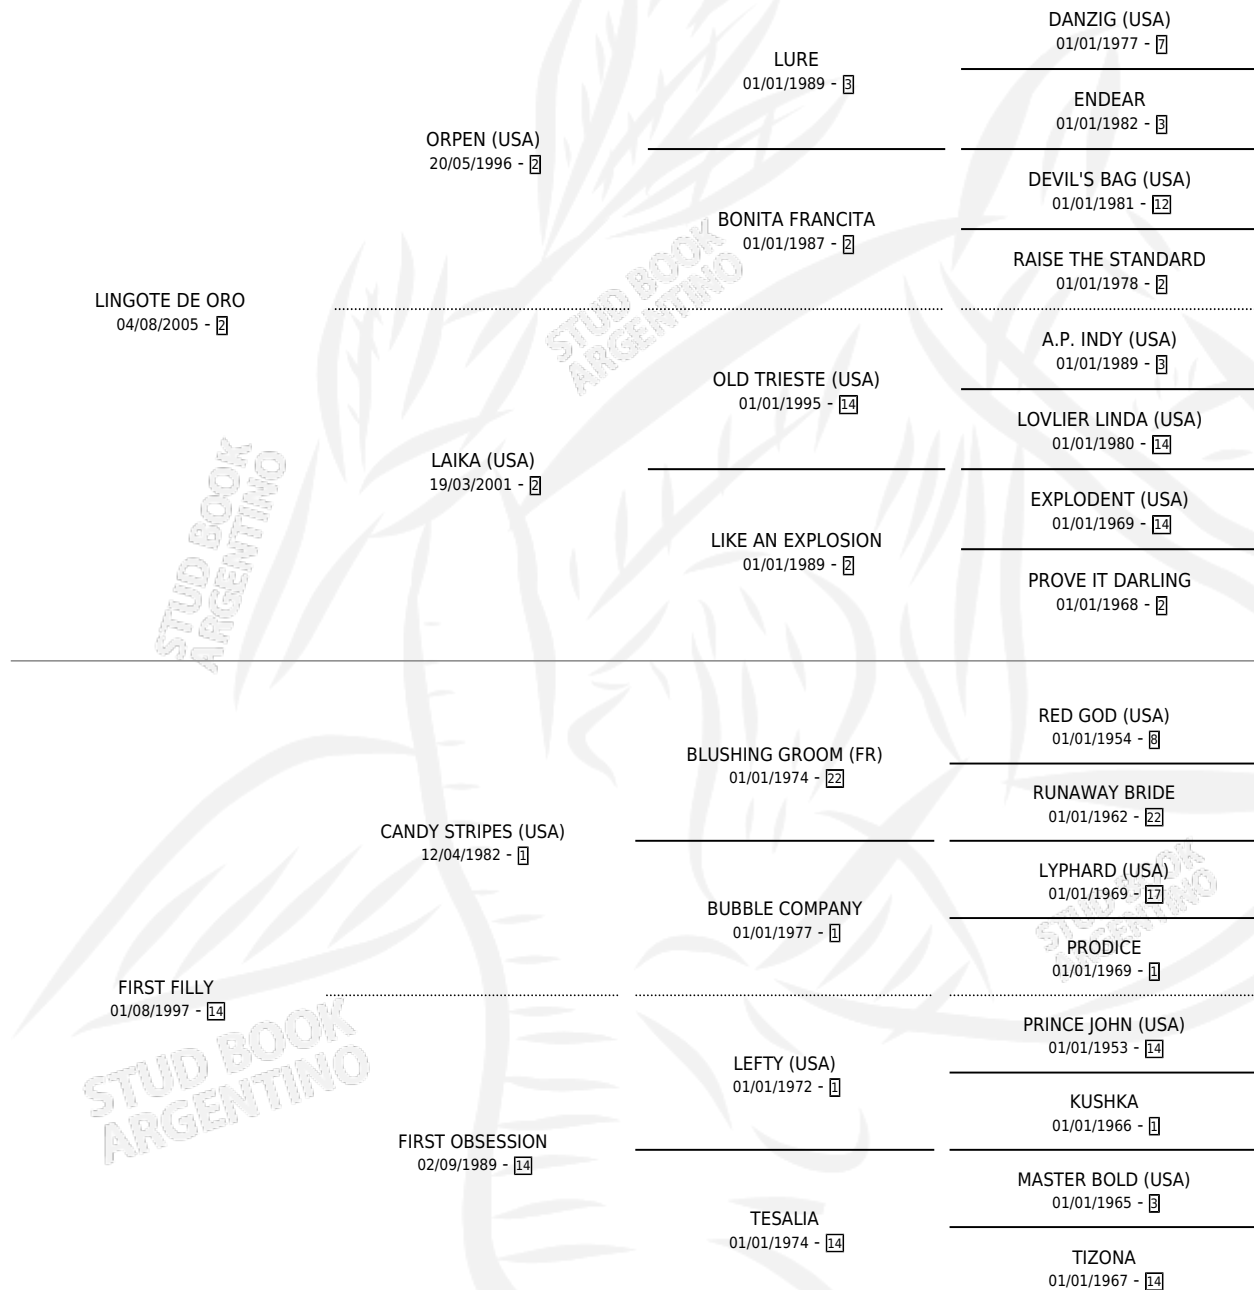 DANZIG (USA)
01/01/1977 - 7
LURE
01/01/1989 - 3
ENDEAR
01/01/1982 - 3
ORPEN (USA)
20/05/1996 - 2
DEVIL'S BAG (USA)
01/01/1981 - 12
BONITA FRANCITA
01/01/1987 - 2
RAISE THE STANDARD
01/01/1978 - 2
LINGOTE DE ORO
04/08/2005 - 2
A.P. INDY (USA)
01/01/1989 - 3
OLD TRIESTE (USA)
01/01/1995 - 14
LOVLIER LINDA (USA)
01/01/1980 - 14
LAIKA (USA)
19/03/2001 - 2
EXPLODENT (USA)
01/01/1969 - 14
LIKE AN EXPLOSION
01/01/1989 - 2
PROVE IT DARLING
01/01/1968 - 2
STUD BOOK
ARGENTINO
STUD BOOK
ARGENTINO
RED GOD (USA)
01/01/1954 - 8
BLUSHING GROOM (FR)
01/01/1974 - 22
RUNAWAY BRIDE
01/01/1962 - 22
CANDY STRIPES (USA)
12/04/1982 - 1
LYPHARD (USA)
01/01/1969 - 17
BUBBLE COMPANY
01/01/1977 - 1
PRODICE
01/01/1969 - 1
FIRST FILLY
01/08/1997 - 14
PRINCE JOHN (USA)
01/01/1953 - 14
LEFTY (USA)
01/01/1972 - 1
KUSHKA
01/01/1966 - 1
FIRST OBSESSION
02/09/1989 - 14
MASTER BOLD (USA)
01/01/1965 - 3
TESALIA
01/01/1974 - 14
TIZONA
01/01/1967 - 14
STUD BOOK
ARGENTINO
STUD BOOK
ARGENTINO